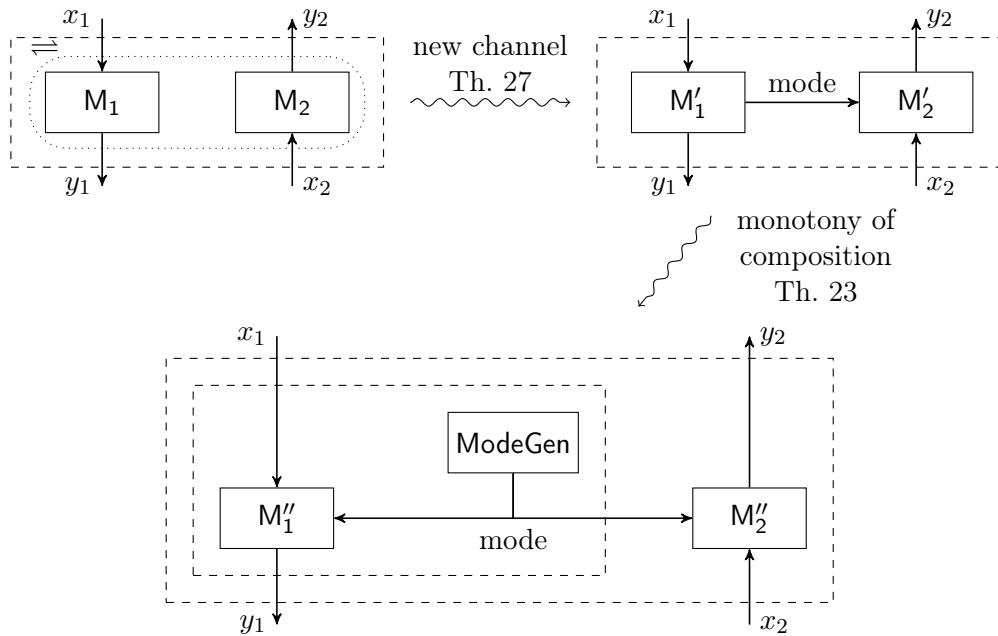 x₁
y₂
⇌
M₁
M₂
y₁
x₂
new channel
Th. 27
x₁
y₂
M′₁
mode
M′₂
y₁
x₂
monotony of
composition
Th. 23
x₁
y₂
ModeGen
M″₁
M″₂
mode
y₁
x₂